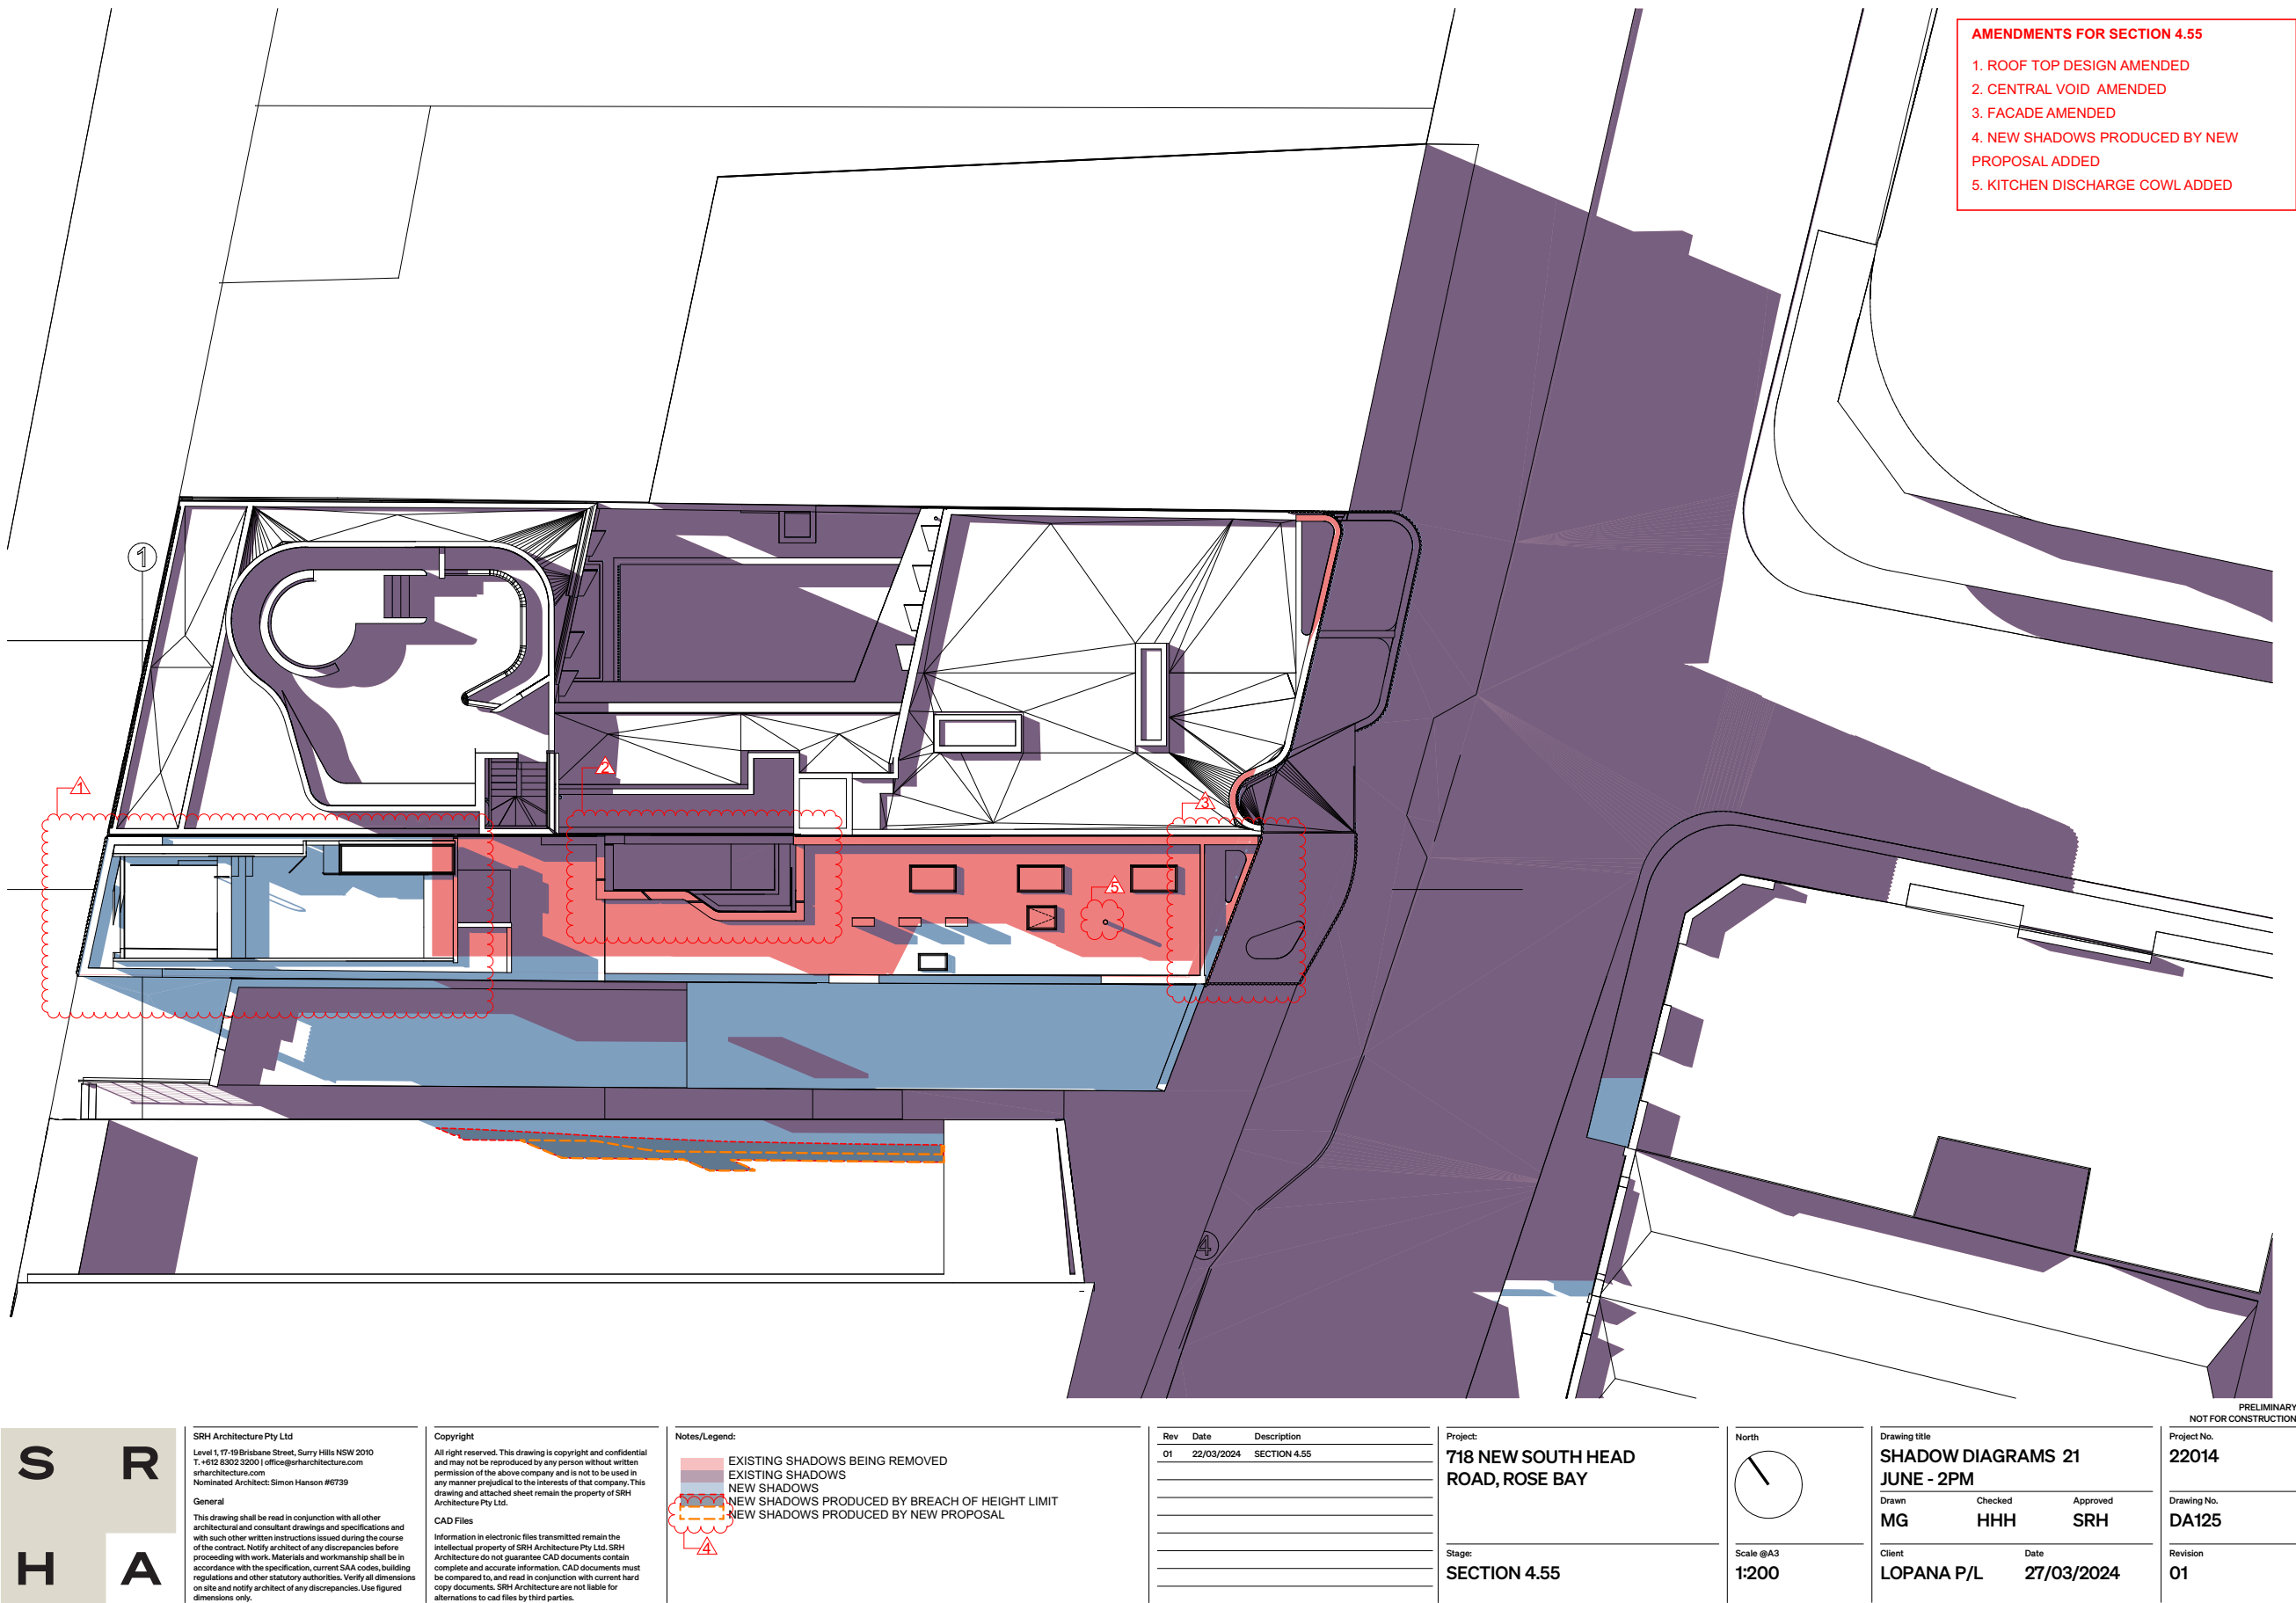 AMENDMENTS FOR SECTION 4.55
1. ROOF TOP DESIGN AMENDED
2. CENTRAL VOID AMENDED
3. FACADE AMENDED
4. NEW SHADOWS PRODUCED BY NEW
PROPOSAL ADDED
5. KITCHEN DISCHARGE COWL ADDED
1
1
2
3
5
4
PRELIMINARY
NOT FOR CONSTRUCTION
S R
H A
SRH Architecture Pty Ltd
Level 1, 17-19 Brisbane Street, Surry Hills NSW 2010
T. +612 8302 3200 | office@srharchitecture.com
srharchitecture.com
Nominated Architect: Simon Hanson #6739
General
This drawing shall be read in conjunction with all other
architectural and consultant drawings and specifications and
with such other written instructions issued during the course
of the contract. Notify architect of any discrepancies before
proceeding with work. Materials and workmanship shall be in
accordance with the specification, current SAA codes, building
regulations and other statutory authorities. Verify all dimensions
on site and notify architect of any discrepancies. Use figured
dimensions only.
Copyright
All right reserved. This drawing is copyright and confidential
and may not be reproduced by any person without written
permission of the above company and is not to be used in
any manner prejudical to the interests of that company. This
drawing and attached sheet remain the property of SRH
Architecture Pty Ltd.
CAD Files
Information in electronic files transmitted remain the
intellectual property of SRH Architecture Pty Ltd. SRH
Architecture do not guarantee CAD documents contain
complete and accurate information. CAD documents must
be compared to, and read in conjunction with current hard
copy documents. SRH Architecture are not liable for
alternations to cad files by third parties.
Notes/Legend:
EXISTING SHADOWS BEING REMOVED
EXISTING SHADOWS
NEW SHADOWS
NEW SHADOWS PRODUCED BY BREACH OF HEIGHT LIMIT
NEW SHADOWS PRODUCED BY NEW PROPOSAL
4
Rev Date Description
01 22/03/2024 SECTION 4.55
Project:
718 NEW SOUTH HEAD
ROAD, ROSE BAY
Stage:
SECTION 4.55
North
Scale @A3
1:200
Drawing title
SHADOW DIAGRAMS 21
JUNE - 2PM
Drawn Checked Approved
MG HHH SRH
Client Date
LOPANA P/L 27/03/2024
Project No.
22014
Drawing No.
DA125
Revision
01